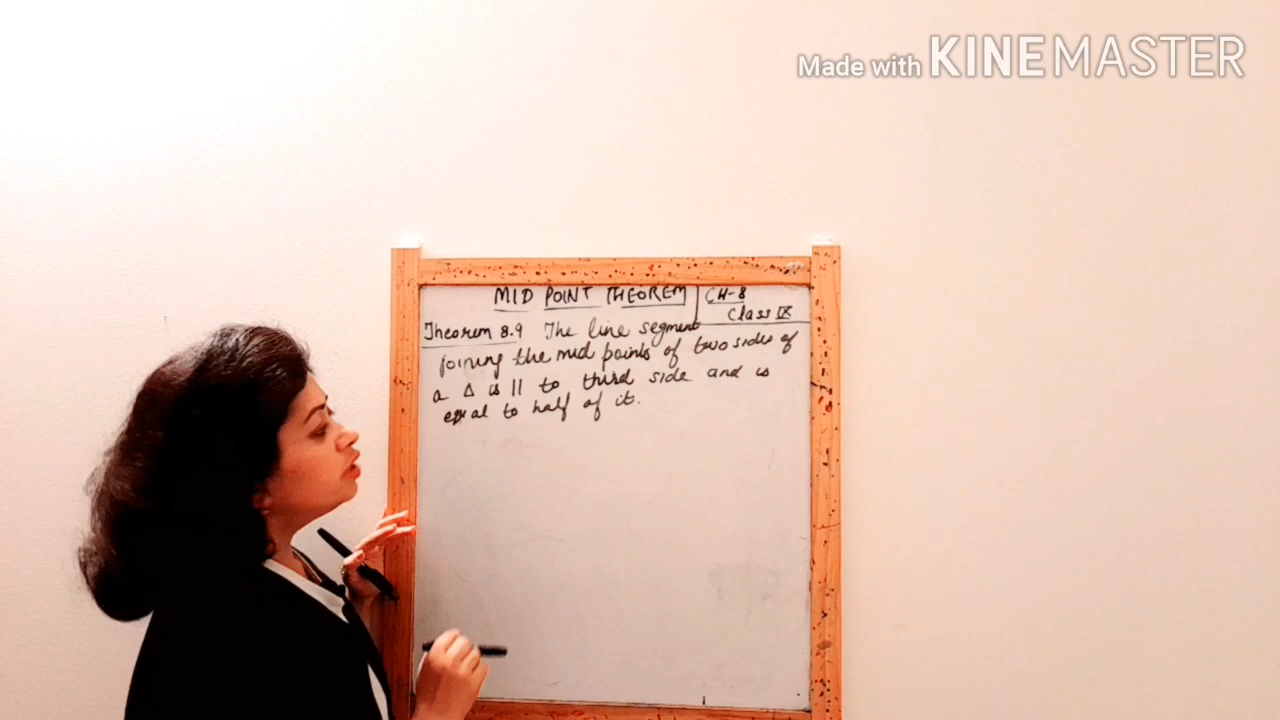 Made with KINEMASTER
MID POINT THEOREM
CH-8
Class IX
Theorem 8.9 The line segment
joining the mid points of two sides of
a Δ is || to third side and is
equal to half of it.